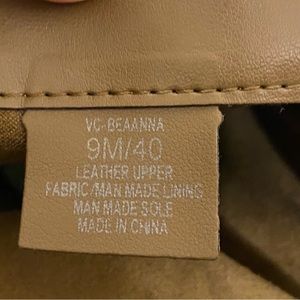 VC-BEAANNA
9M/40
LEATHER UPPER
FABRIC/MAN MADE LINING
MAN MADE SOLE
MADE IN CHINA